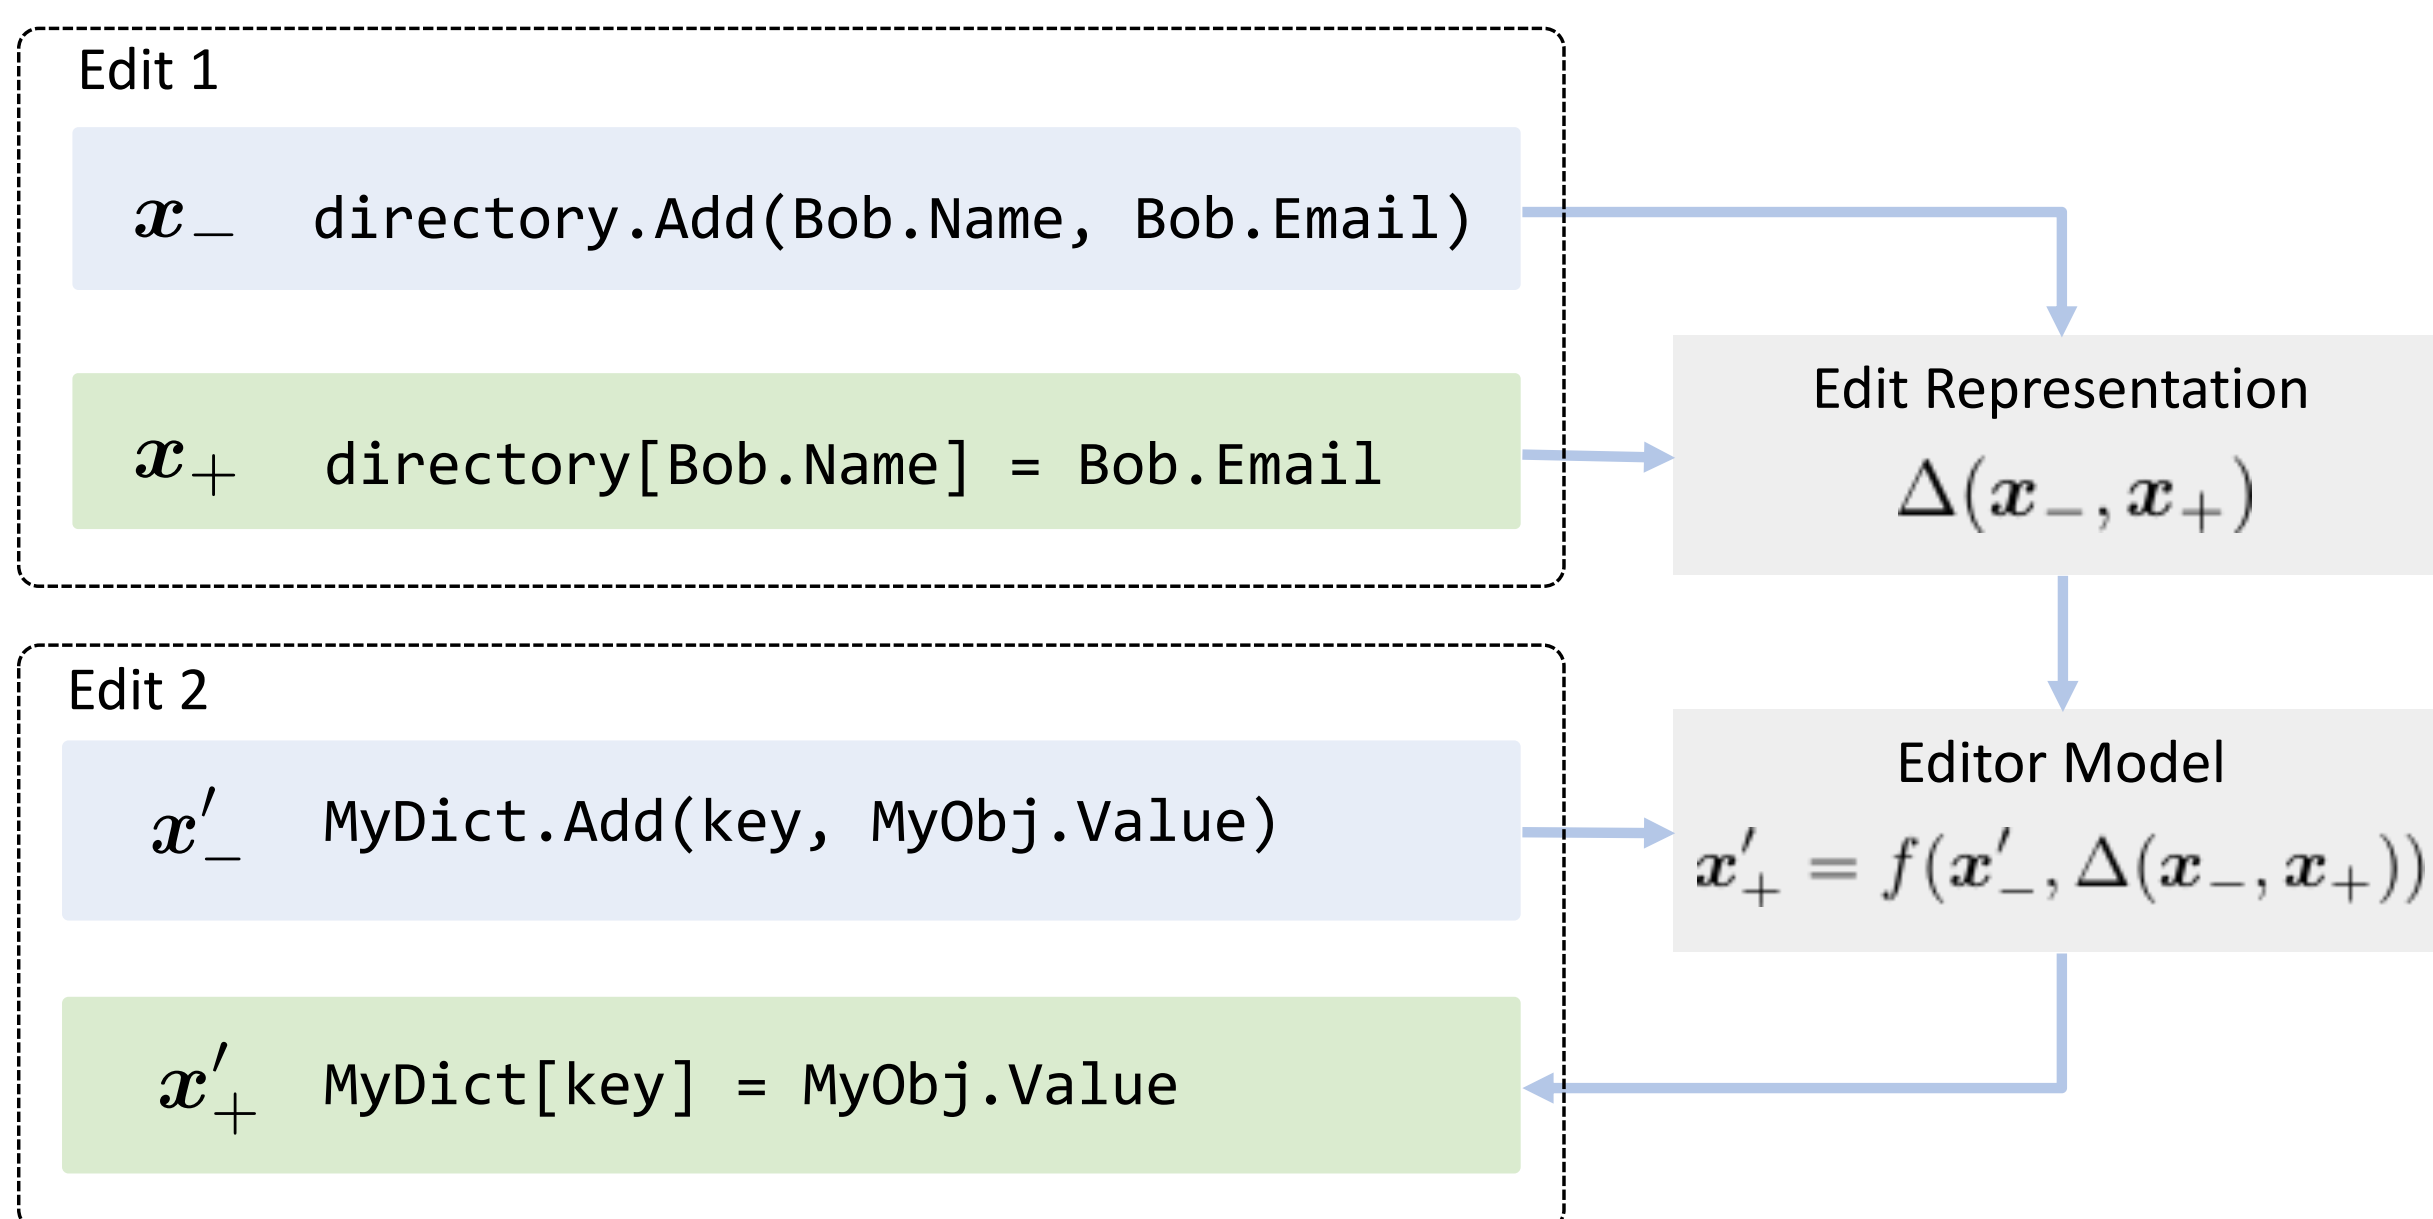 Edit 1
x₋ directory.Add(Bob.Name, Bob.Email)
x₊ directory[Bob.Name] = Bob.Email
Edit Representation
Δ(x₋, x₊)
Edit 2
x′₋ MyDict.Add(key, MyObj.Value)
x′₊ MyDict[key] = MyObj.Value
Editor Model
x′₊ = f(x′₋, Δ(x₋, x₊))